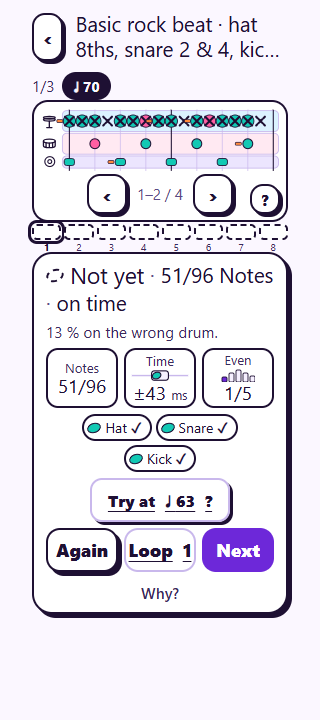 ‹ Basic rock beat · hat
8ths, snare 2 & 4, kic...
1/3 ♩ 70
‹ 1–2 / 4 › ?
1 2 3 4 5 6 7 8
Not yet · 51/96 Notes
· on time
13 % on the wrong drum.
Notes Time Even
51/96 ±43 ms 1/5
Hat ✓ Snare ✓
Kick ✓
Try at ♩ 63 ?
Again Loop 1 Next
Why?